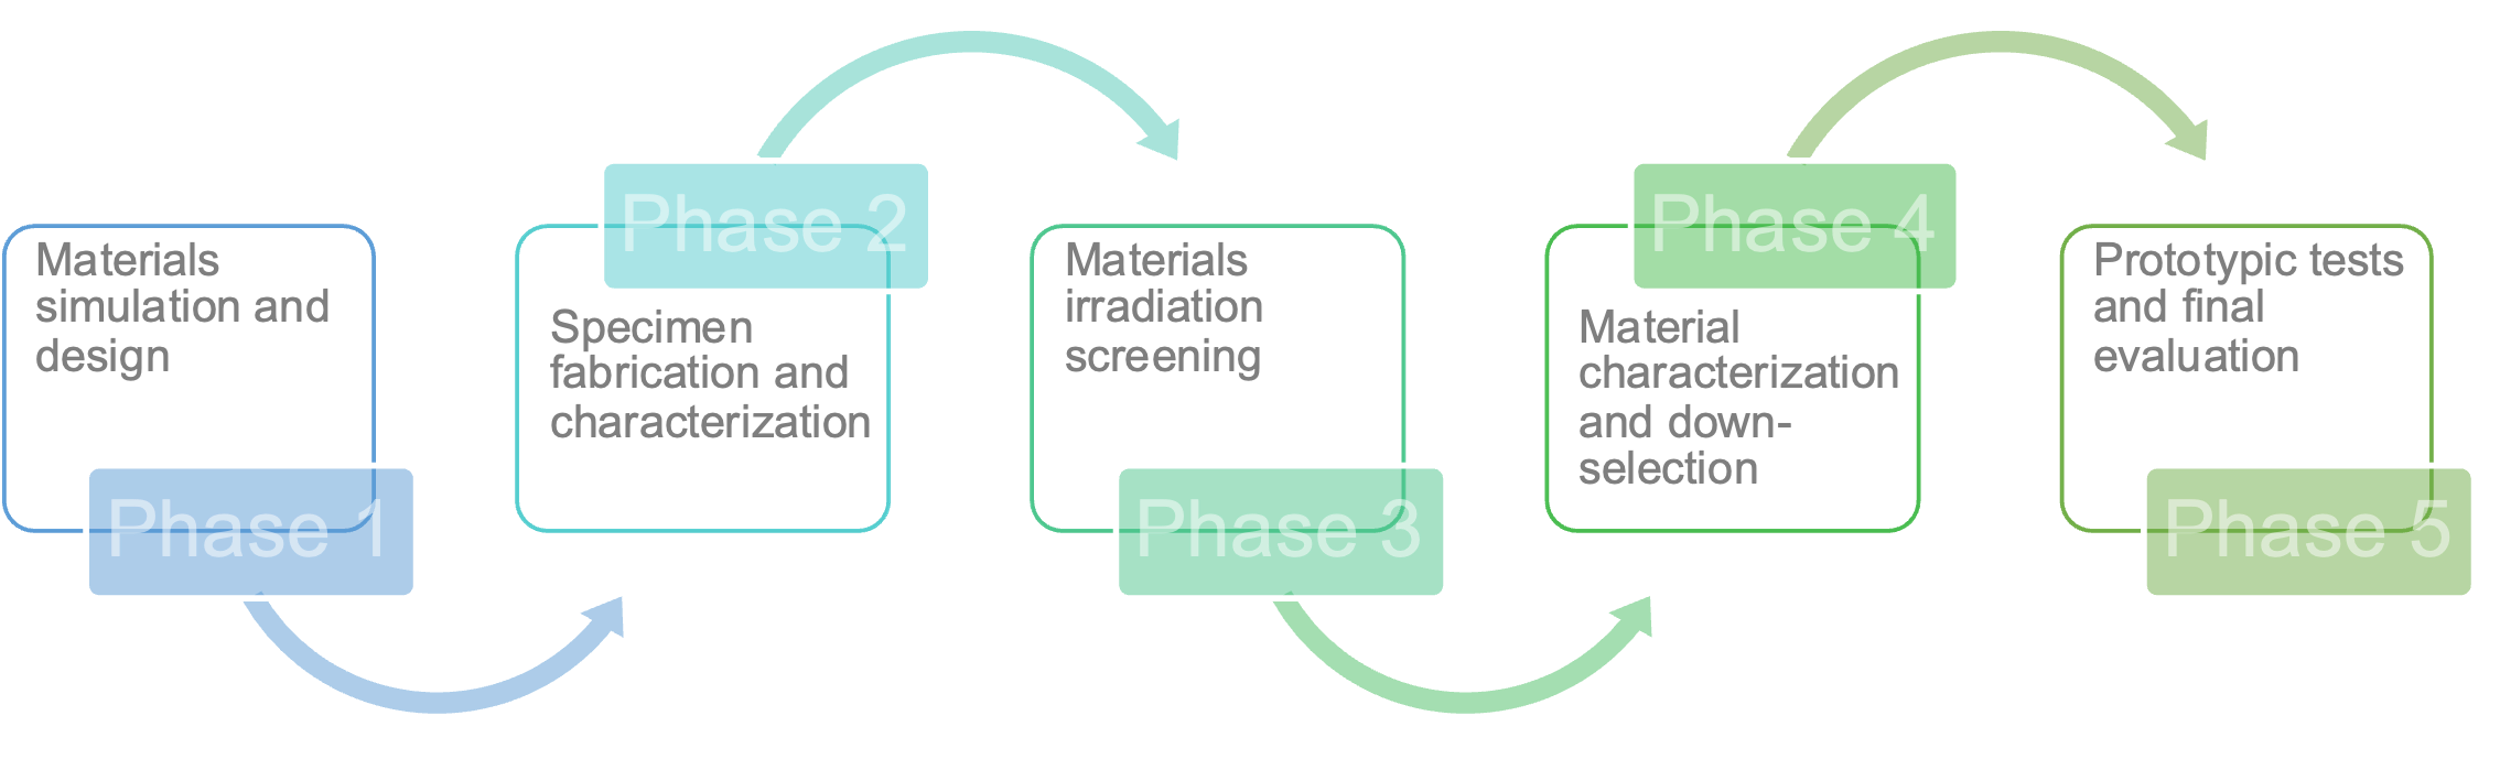 Materials
simulation and
design
Phase 1
Phase 2
Specimen
fabrication and
characterization
Materials
irradiation
screening
Phase 3
Phase 4
Material
characterization
and down-
selection
Prototypic tests
and final
evaluation
Phase 5